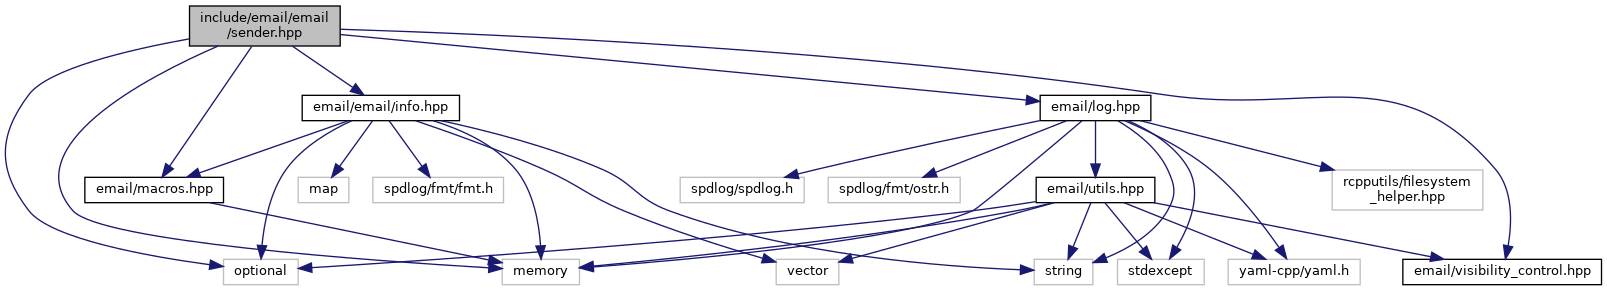 include/email/email
/sender.hpp
email/email/info.hpp
email/log.hpp
email/macros.hpp
map
spdlog/fmt/fmt.h
spdlog/spdlog.h
spdlog/fmt/ostr.h
email/utils.hpp
rcpputils/filesystem
_helper.hpp
optional
memory
vector
string
stdexcept
yaml-cpp/yaml.h
email/visibility_control.hpp